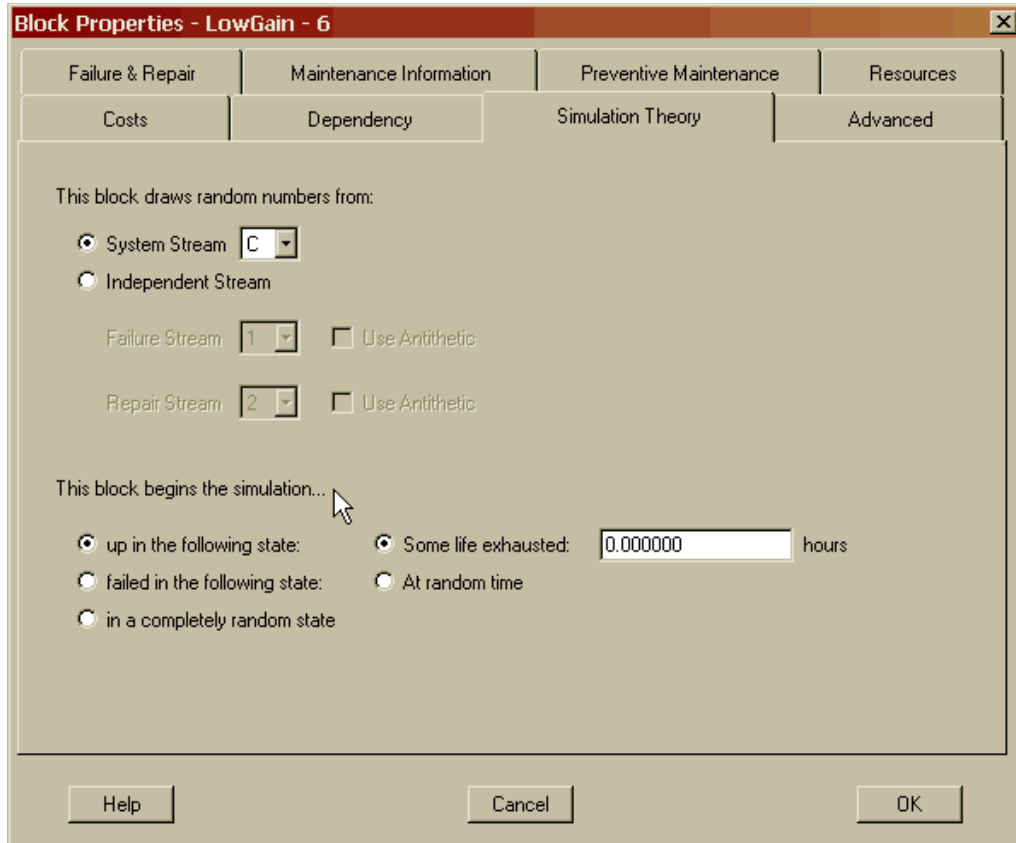 Block Properties - LowGain - 6
Failure & Repair Maintenance Information Preventive Maintenance Resources
Costs Dependency Simulation Theory Advanced
This block draws random numbers from:
System Stream C
Independent Stream
Failure Stream 1 Use Antithetic
Repair Stream 2 Use Antithetic
This block begins the simulation...
up in the following state: Some life exhausted: 0.000000 hours
failed in the following state: At random time
in a completely random state
Help Cancel OK